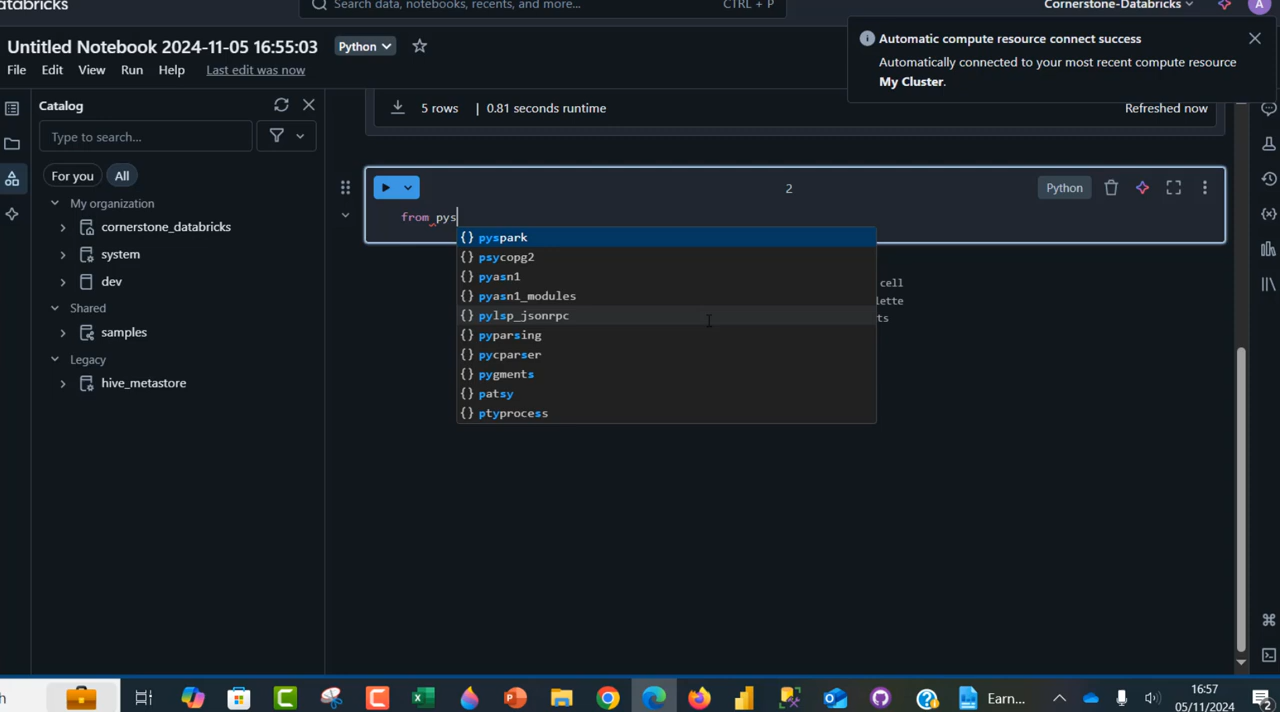 atabricks
Search data, notebooks, recents, and more...
CTRL + P
Cornerstone-Databricks
A
Untitled Notebook 2024-11-05 16:55:03
Python
File Edit View Run Help Last edit was now
Automatic compute resource connect success
Automatically connected to your most recent compute resource
My Cluster.
Catalog
Type to search...
For you All
My organization
cornerstone_databricks
system
dev
Shared
samples
Legacy
hive_metastore
5 rows | 0.81 seconds runtime
Refreshed now
2
Python
from pys
{} pyspark
{} psycopg2
{} pyasn1
{} pyasn1_modules
{} pylsp_jsonrpc
{} pyparsing
{} pycparser
{} pygments
{} patsy
{} ptyprocess
cell
lette
ts
h
Earn...
16:57
05/11/2024
2